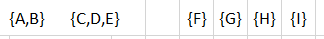 {A,B} {C,D,E} {F} {G} {H} {I}